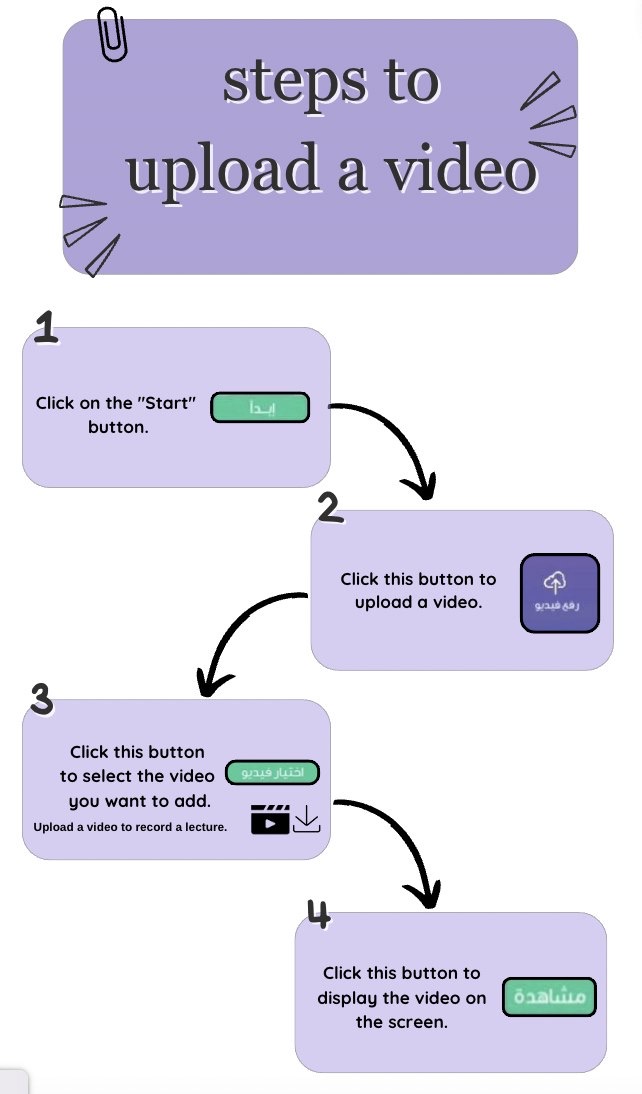 steps to
upload a video
1
Click on the "Start"
button.
إبدأ
2
Click this button to
upload a video.
رفع فيديو
3
Click this button
to select the video
you want to add.
اختيار فيديو
Upload a video to record a lecture.
4
Click this button to
display the video on
the screen.
مشاهدة